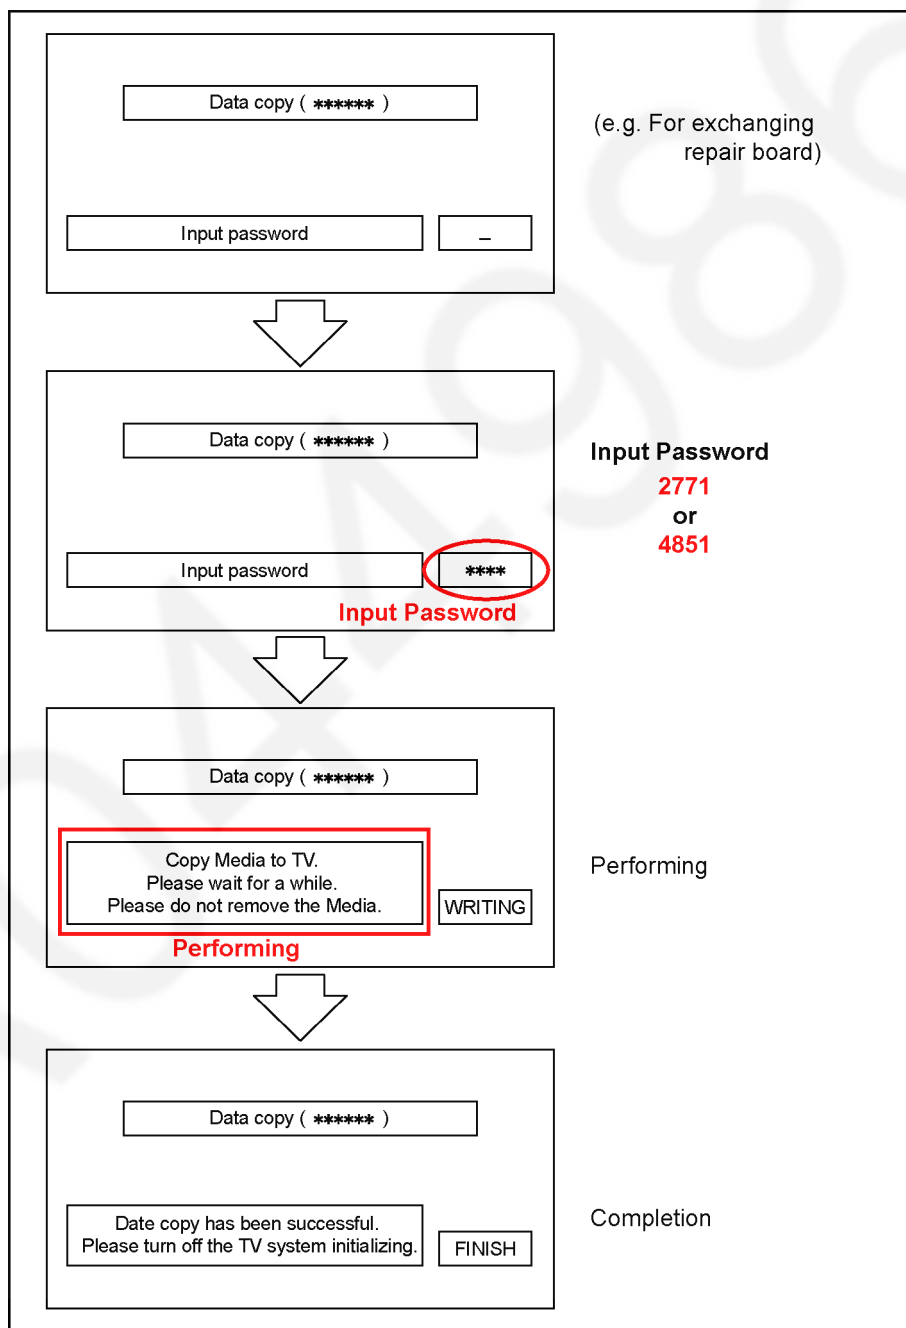 Data copy ( ****** )
(e.g. For exchanging
repair board)
Input password
_
Data copy ( ****** )
Input Password
2771
or
4851
Input password
****
Input Password
Data copy ( ****** )
Copy Media to TV.
Please wait for a while.
Please do not remove the Media.
WRITING
Performing
Performing
Data copy ( ****** )
Date copy has been successful.
Please turn off the TV system initializing.
FINISH
Completion